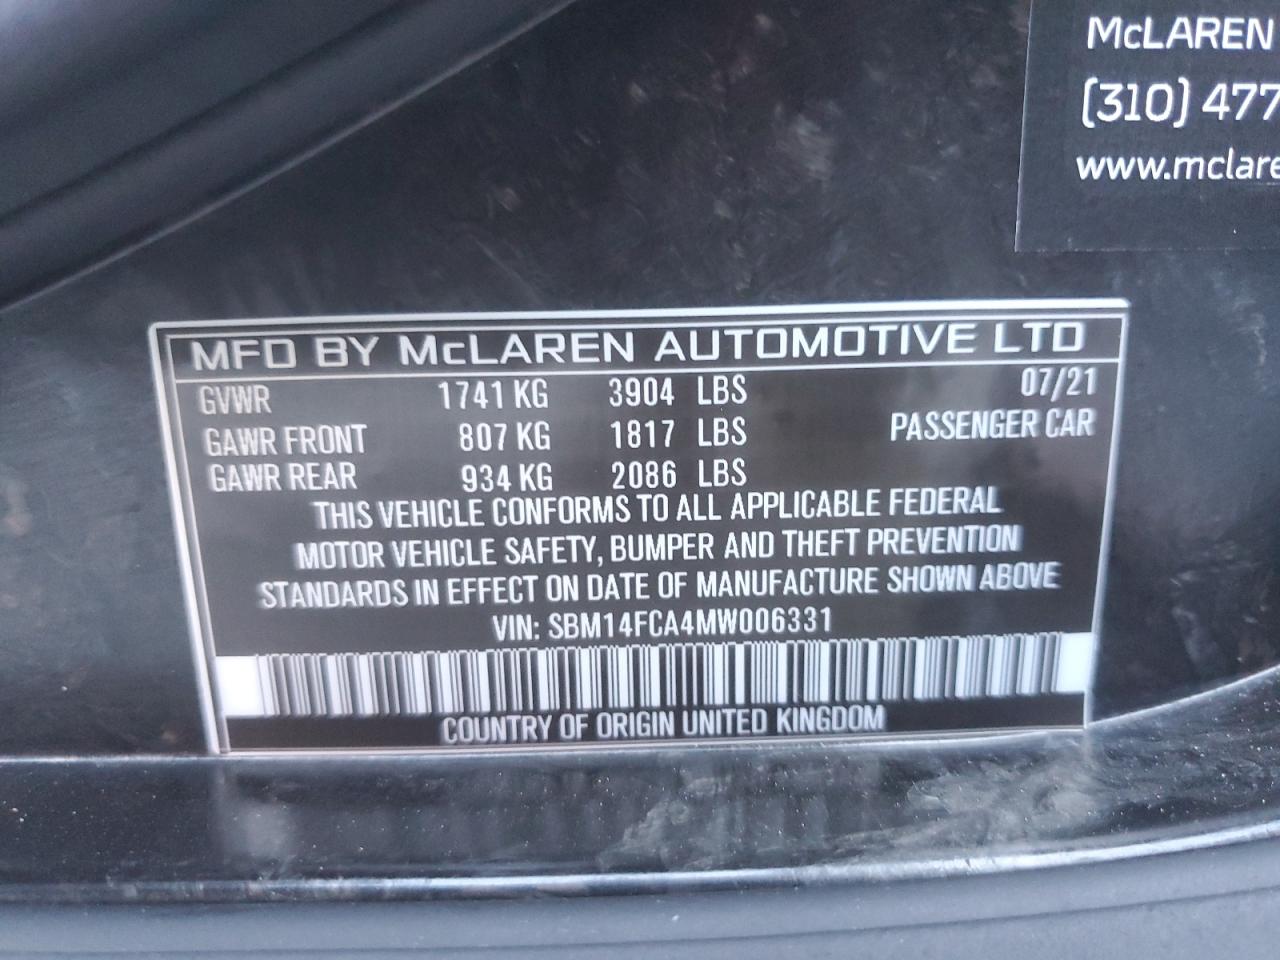 McLAREN
(310) 477
www.mclare
MFD BY McLAREN AUTOMOTIVE LTD
GVWR 1741 KG 3904 LBS 07/21
GAWR FRONT 807 KG 1817 LBS PASSENGER CAR
GAWR REAR 934 KG 2086 LBS
THIS VEHICLE CONFORMS TO ALL APPLICABLE FEDERAL
MOTOR VEHICLE SAFETY, BUMPER AND THEFT PREVENTION
STANDARDS IN EFFECT ON DATE OF MANUFACTURE SHOWN ABOVE
VIN: SBM14FCA4MW006331
COUNTRY OF ORIGIN UNITED KINGDOM